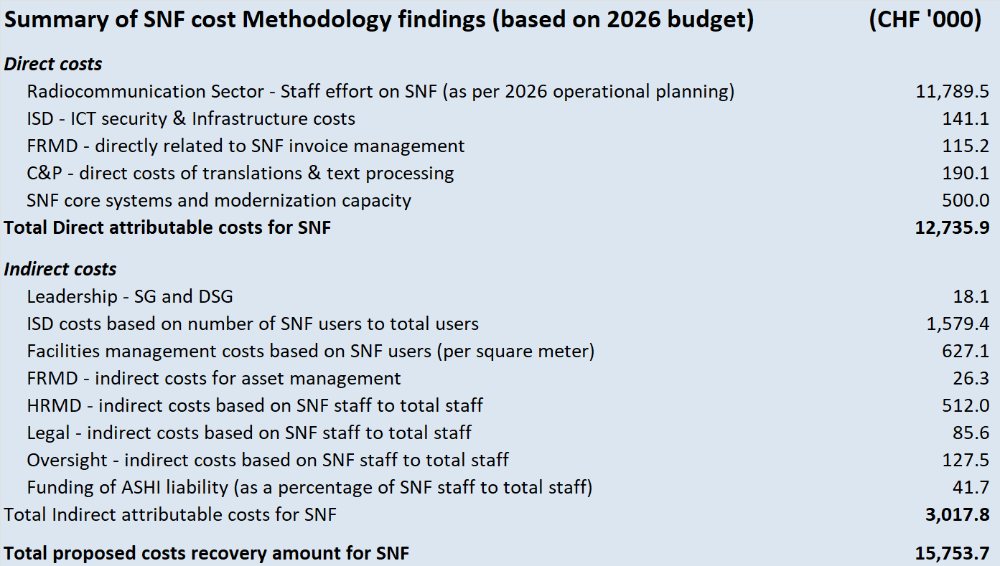 Summary of SNF cost Methodology findings (based on 2026 budget) (CHF '000)
Direct costs
Radiocommunication Sector - Staff effort on SNF (as per 2026 operational planning) 11,789.5
ISD - ICT security & Infrastructure costs 141.1
FRMD - directly related to SNF invoice management 115.2
C&P - direct costs of translations & text processing 190.1
SNF core systems and modernization capacity 500.0
Total Direct attributable costs for SNF 12,735.9
Indirect costs
Leadership - SG and DSG 18.1
ISD costs based on number of SNF users to total users 1,579.4
Facilities management costs based on SNF users (per square meter) 627.1
FRMD - indirect costs for asset management 26.3
HRMD - indirect costs based on SNF staff to total staff 512.0
Legal - indirect costs based on SNF staff to total staff 85.6
Oversight - indirect costs based on SNF staff to total staff 127.5
Funding of ASHI liability (as a percentage of SNF staff to total staff) 41.7
Total Indirect attributable costs for SNF 3,017.8
Total proposed costs recovery amount for SNF 15,753.7